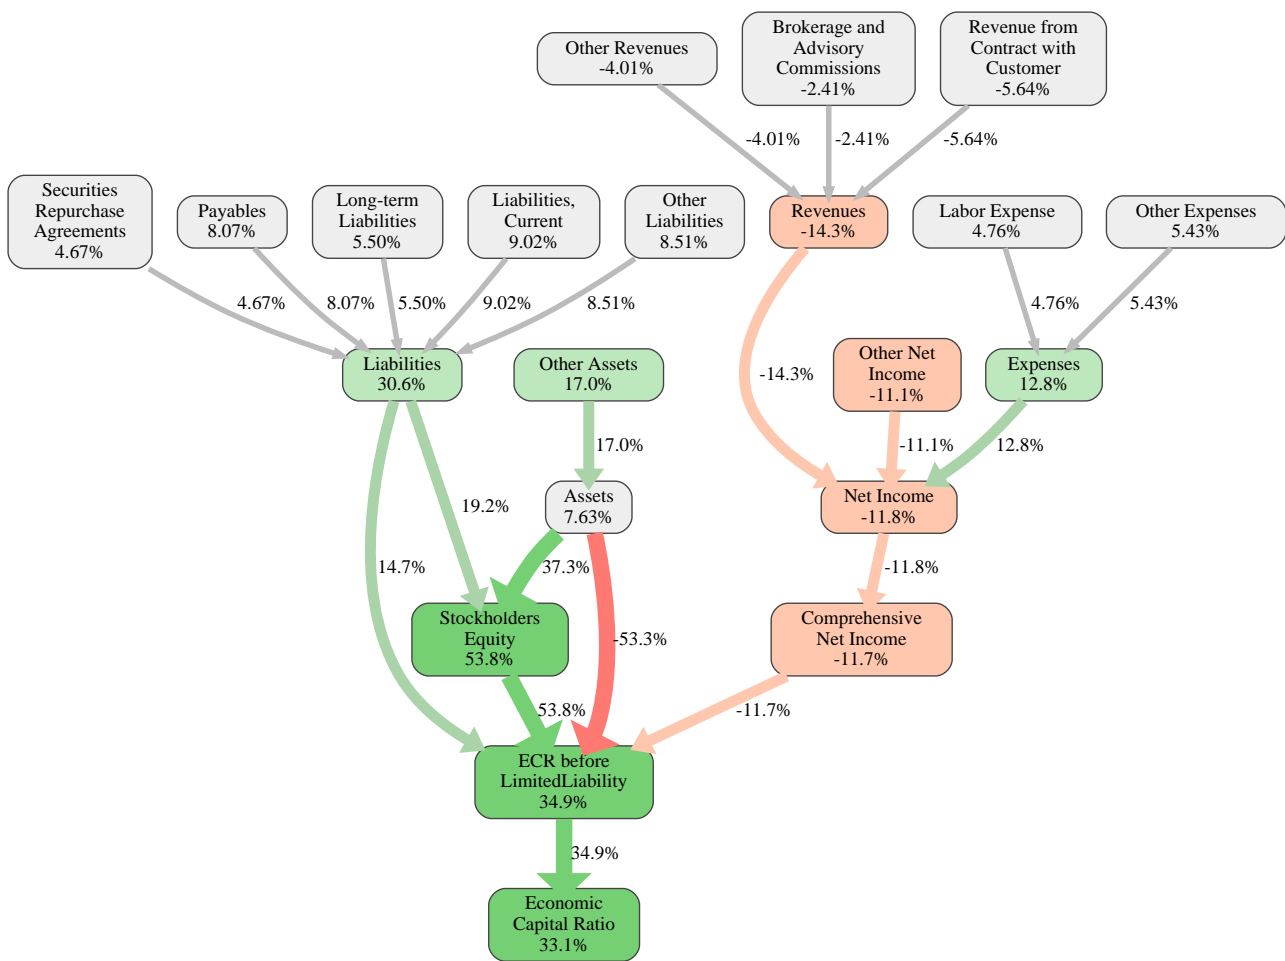 Other Revenues
-4.01%
Brokerage and
Advisory
Commissions
-2.41%
Revenue from
Contract with
Customer
-5.64%
-4.01%
-2.41%
-5.64%
Securities
Repurchase
Agreements
4.67%
Payables
8.07%
Long-term
Liabilities
5.50%
Liabilities,
Current
9.02%
Other
Liabilities
8.51%
Revenues
-14.3%
Labor Expense
4.76%
Other Expenses
5.43%
4.67%
8.07%
5.50%
9.02%
8.51%
4.76%
5.43%
Liabilities
30.6%
Other Assets
17.0%
-14.3%
Other Net
Income
-11.1%
Expenses
12.8%
17.0%
-11.1%
12.8%
19.2%
Assets
7.63%
Net Income
-11.8%
14.7%
37.3%
-11.8%
Stockholders
Equity
53.8%
-53.3%
Comprehensive
Net Income
-11.7%
53.8%
-11.7%
ECR before
LimitedLiability
34.9%
34.9%
Economic
Capital Ratio
33.1%